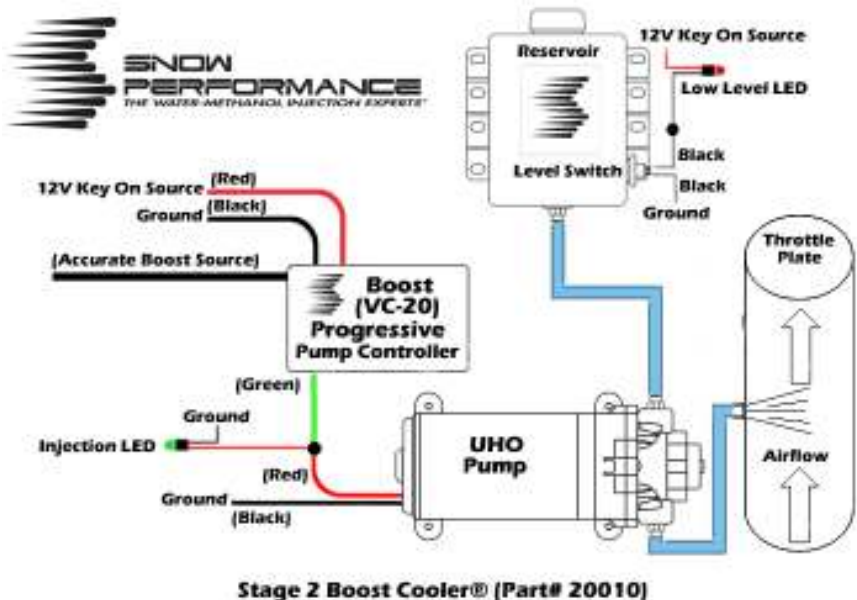 SNOW
PERFORMANCE
THE WATER-METHANOL INJECTION EXPERTS"
Reservoir
12V Key On Source
Low Level LED
Level Switch
Black
Black
Ground
12V Key On Source
(Red)
Ground
(Black)
(Accurate Boost Source)
Boost
(VC-20)
Progressive
Pump Controller
Throttle
Plate
(Green)
Ground
Injection LED
(Red)
Ground
(Black)
UHO
Pump
Airflow
Stage 2 Boost Cooler® (Part# 20010)